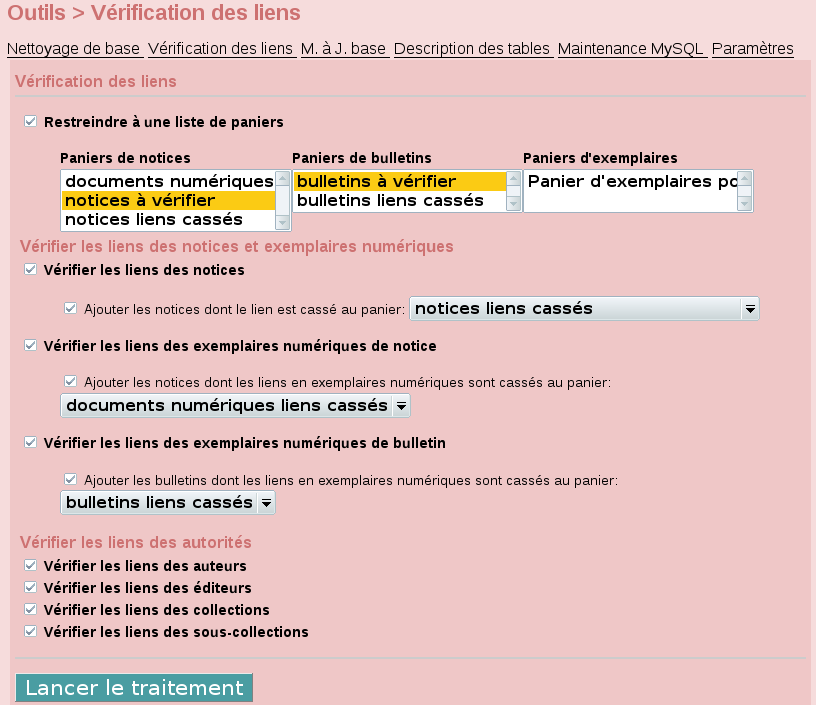 Outils > Vérification des liens
Nettoyage de base Vérification des liens M. à J. base Description des tables Maintenance MySQL Paramètres
Vérification des liens
Restreindre à une liste de paniers
Paniers de notices Paniers de bulletins Paniers d'exemplaires
documents numériques bulletins à vérifier Panier d'exemplaires po
notices à vérifier bulletins liens cassés
notices liens cassés
Vérifier les liens des notices et exemplaires numériques
Vérifier les liens des notices
Ajouter les notices dont le lien est cassé au panier: notices liens cassés
Vérifier les liens des exemplaires numériques de notice
Ajouter les notices dont les liens en exemplaires numériques sont cassés au panier:
documents numériques liens cassés
Vérifier les liens des exemplaires numériques de bulletin
Ajouter les bulletins dont les liens en exemplaires numériques sont cassés au panier:
bulletins liens cassés
Vérifier les liens des autorités
Vérifier les liens des auteurs
Vérifier les liens des éditeurs
Vérifier les liens des collections
Vérifier les liens des sous-collections
Lancer le traitement